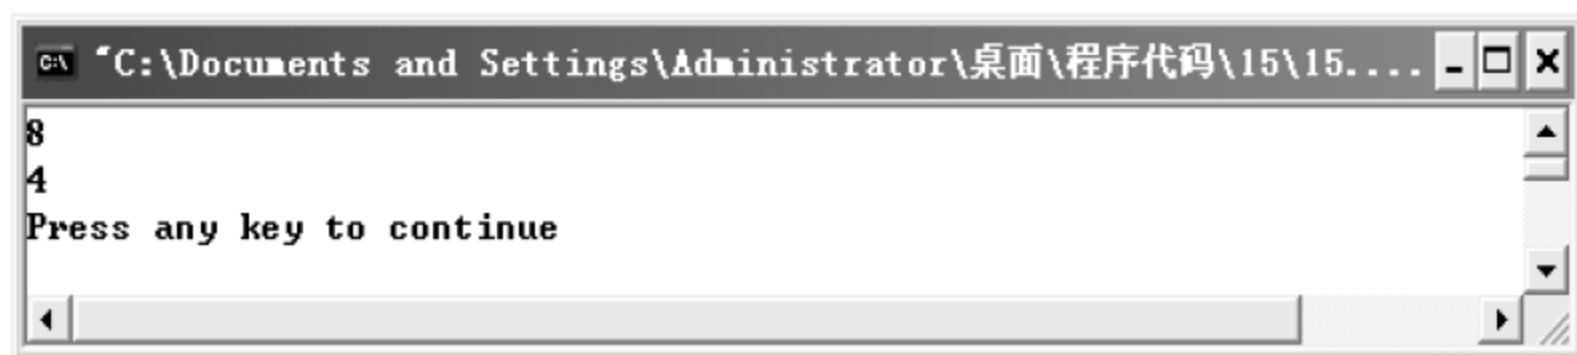 "C:\Documents and Settings\Administrator\桌面\程序代码\15\15....
8
4
Press any key to continue